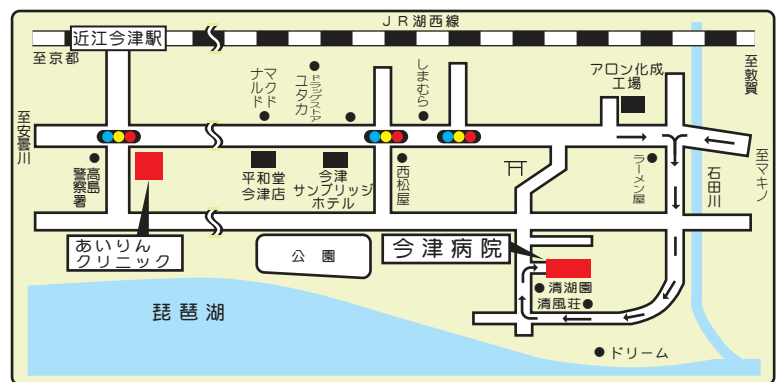 JR湖西線
近江今津駅
至京都
至敦賀
マクド
ナルド
ドラッグストア
ユタカ
しまむら
アロン化成
工場
至安曇川
至マキノ
高島
警察署
平和堂
今津店
今津
サンブリッジ
ホテル
西松屋
ラーメン屋
石田川
あいりん
クリニック
公園
今津病院
清湖園
清風荘
琵琶湖
ドリーム